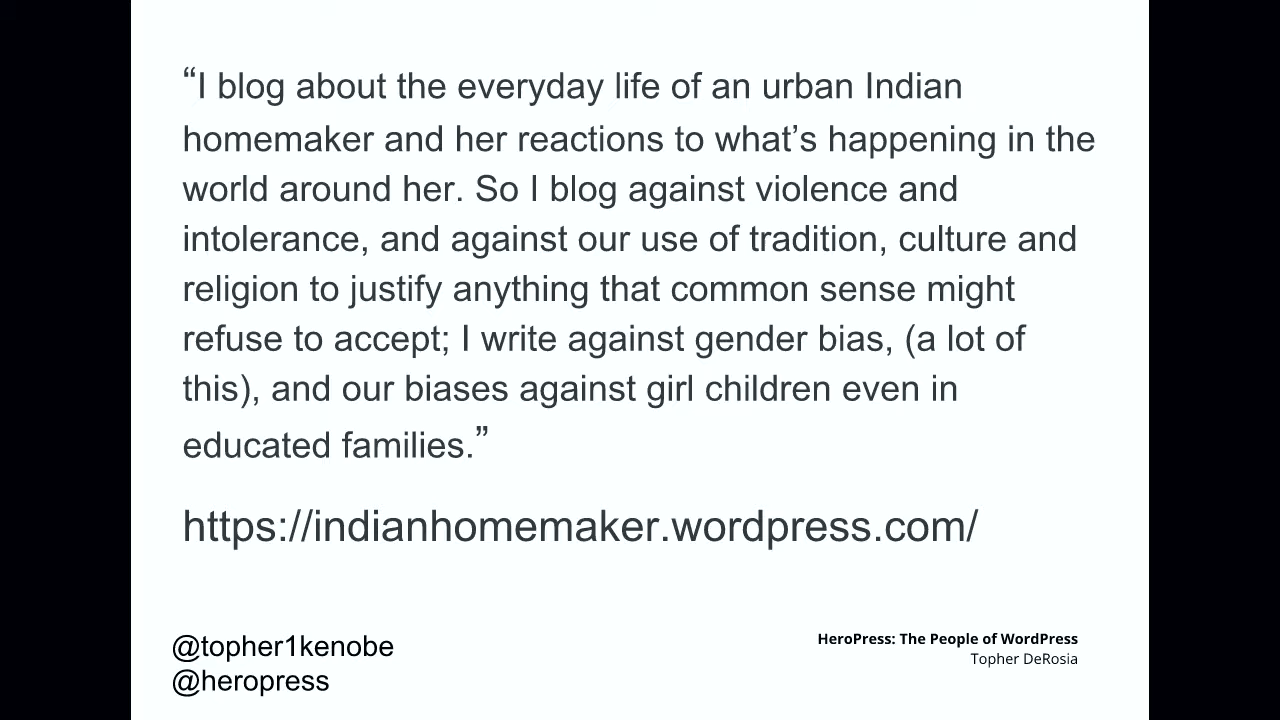 “I blog about the everyday life of an urban Indian
homemaker and her reactions to what’s happening in the
world around her. So I blog against violence and
intolerance, and against our use of tradition, culture and
religion to justify anything that common sense might
refuse to accept; I write against gender bias, (a lot of
this), and our biases against girl children even in
educated families.”
https://indianhomemaker.wordpress.com/
@topher1kenobe
@heropress
HeroPress: The People of WordPress
Topher DeRosia